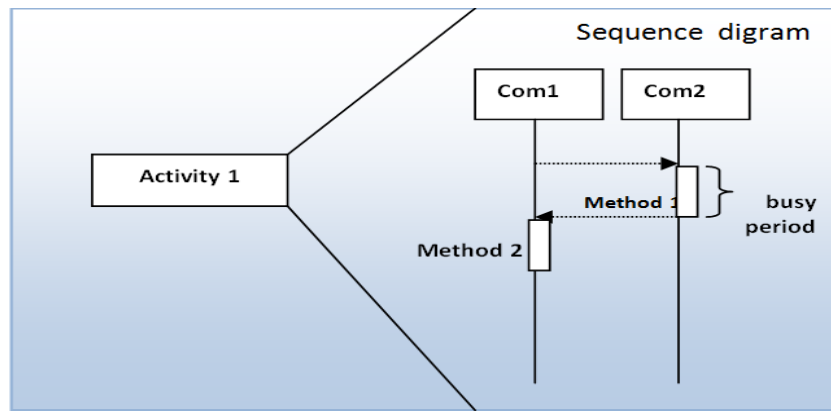 Sequence digram
Com1
Com2
Activity 1
Method 1
busy
period
Method 2